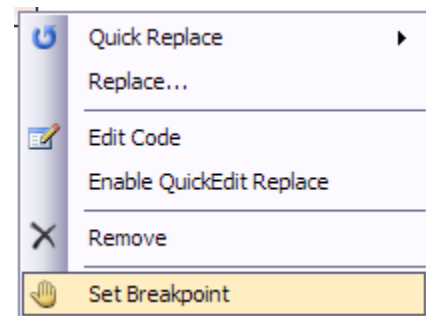 Quick Replace
Replace...
Edit Code
Enable QuickEdit Replace
Remove
Set Breakpoint